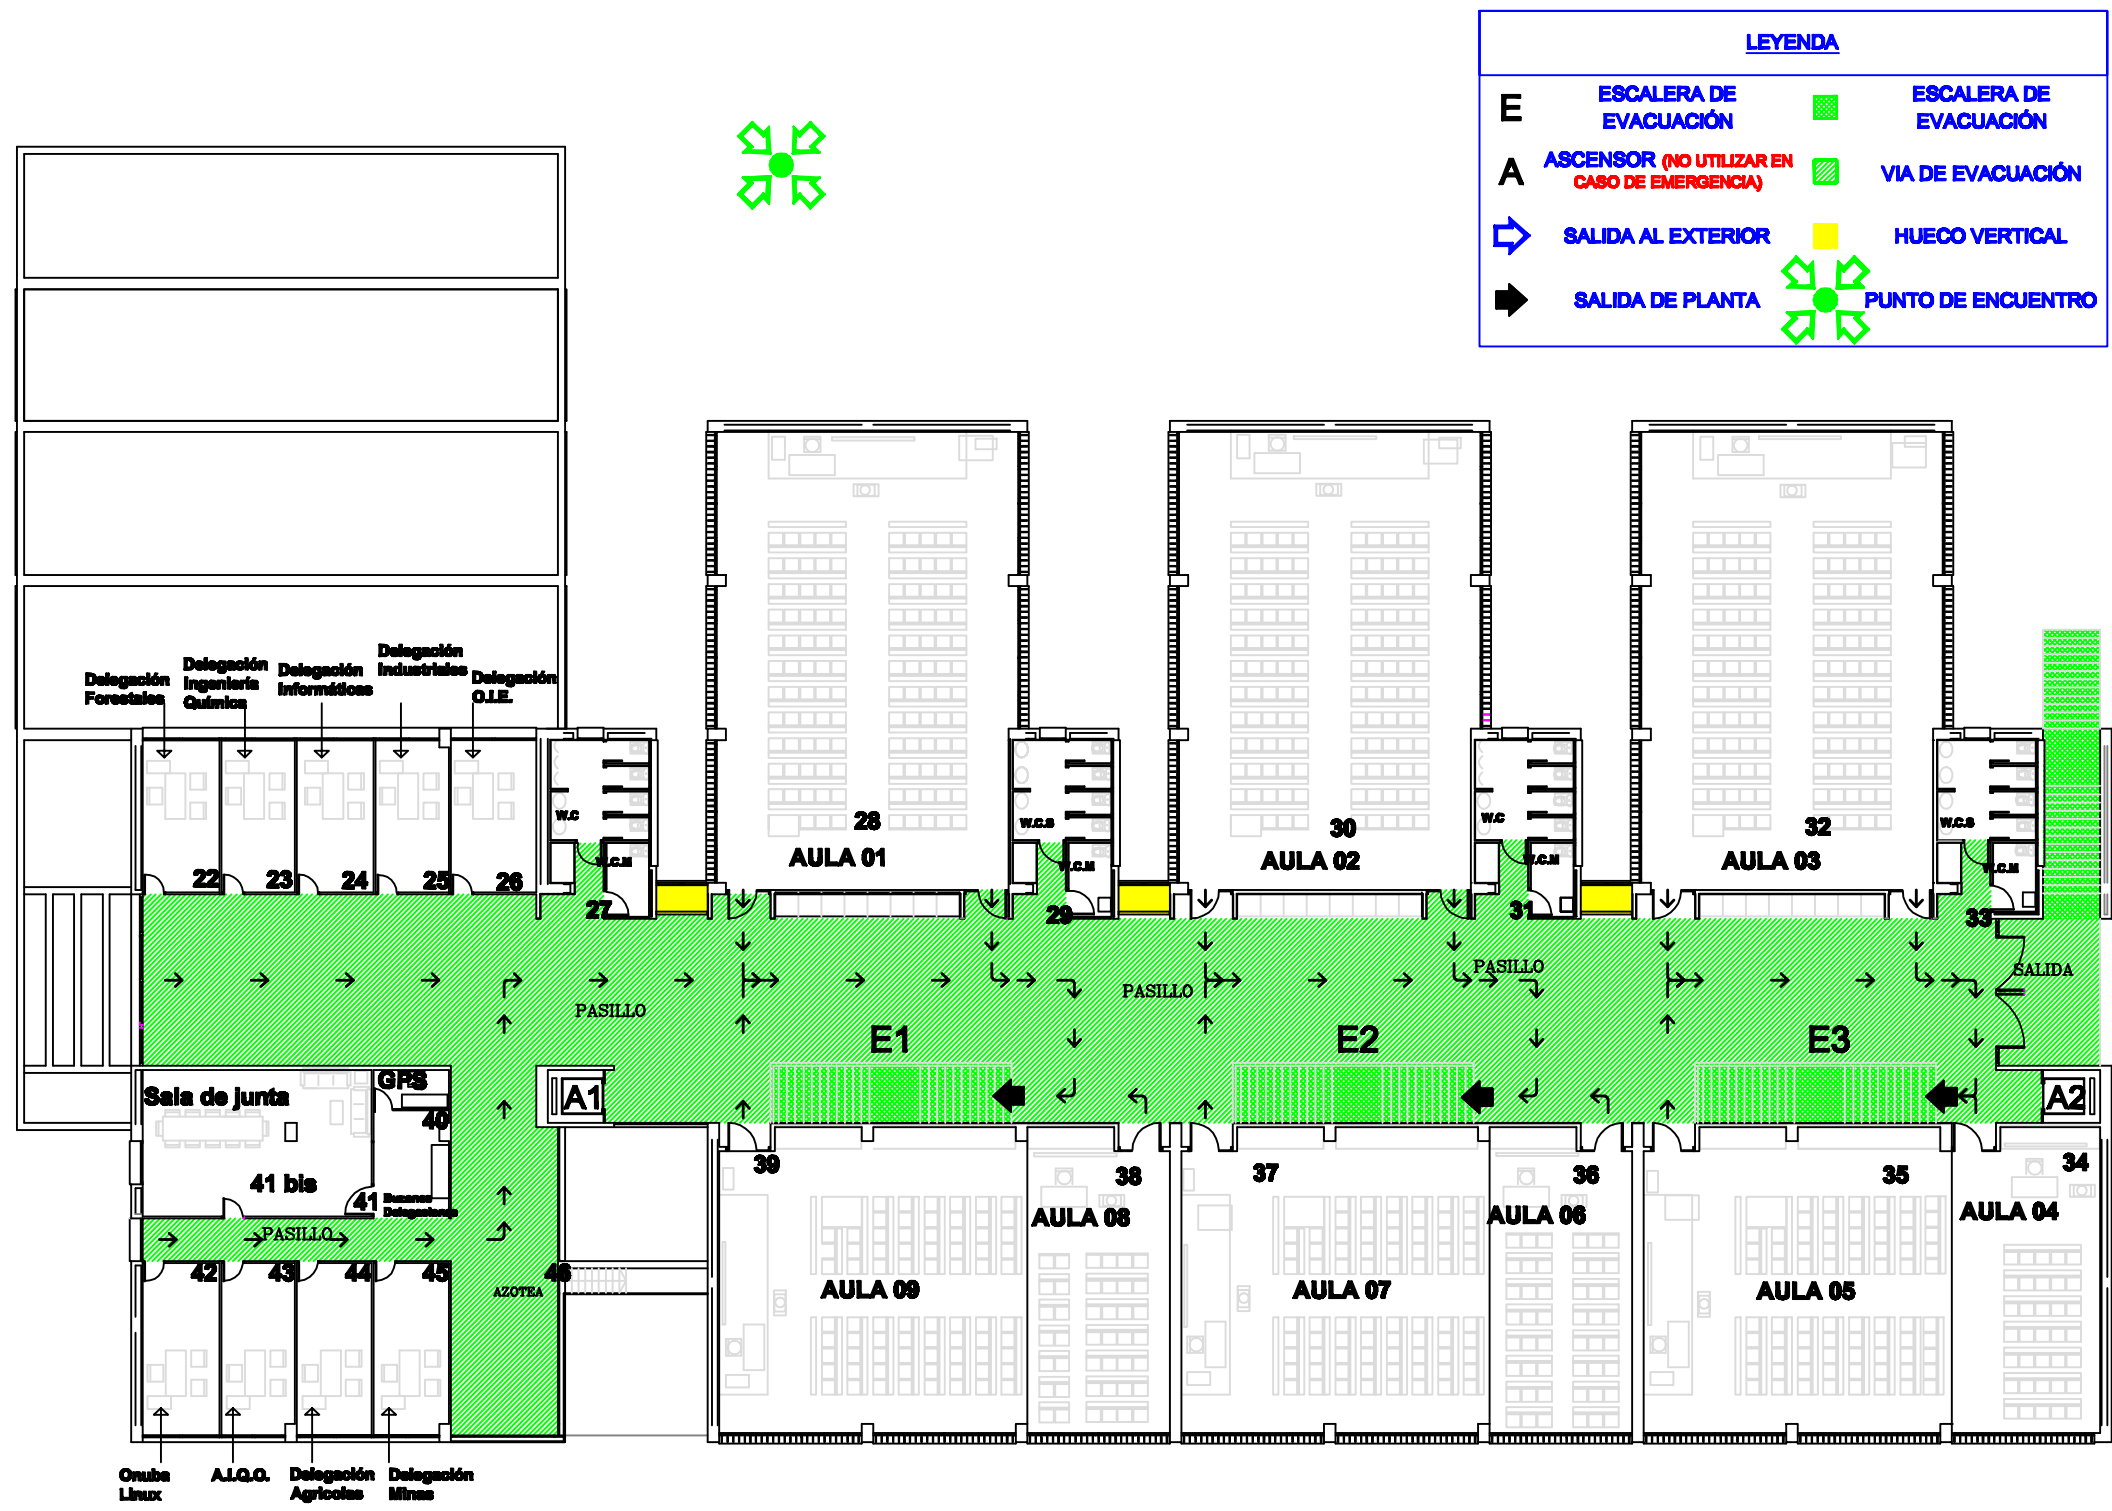 LEYENDA
E
ESCALERA DE
EVACUACIÓN
ESCALERA DE
EVACUACIÓN
A
ASCENSOR (NO UTILIZAR EN
CASO DE EMERGENCIA)
VIA DE EVACUACIÓN
SALIDA AL EXTERIOR
HUECO VERTICAL
SALIDA DE PLANTA
PUNTO DE ENCUENTRO
Delegación
Forestales
Delegación
Ingeniería
Química
Delegación
Informáticas
Delegación
Industriales
Delegación
O.I.E.
22
23
24
25
26
W.C
W.C.M
27
28
AULA 01
W.C.S
W.C.M
29
30
AULA 02
W.C
W.C.M
31
32
AULA 03
W.C.S
W.C.M
33
PASILLO
PASILLO
PASILLO
SALIDA
E1
E2
E3
A1
A2
Sala de junta
GPS
40
41 bis
41
Buzones
Delegaciones
PASILLO
42
43
44
45
46
AZOTEA
39
AULA 09
38
AULA 08
37
AULA 07
36
AULA 06
35
AULA 05
34
AULA 04
Onuba
Linux
A.I.Q.O.
Delegación
Agricolas
Delegación
Minas